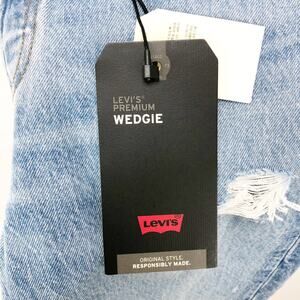 LEVI'S®
PREMIUM
WEDGIE
LEVI'S
ORIGINAL STYLE.
RESPONSIBLY MADE.